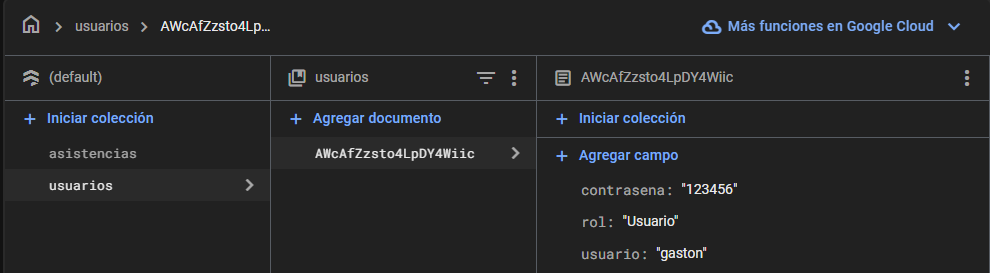 usuarios AWcAfZzsto4Lp...
Más funciones en Google Cloud
(default)
usuarios
AWcAfZzsto4LpDY4Wiic
Iniciar colección
Agregar documento
Iniciar colección
asistencias
AWcAfZzsto4LpDY4Wiic
Agregar campo
usuarios
contrasena: "123456"
rol: "Usuario"
usuario: "gaston"